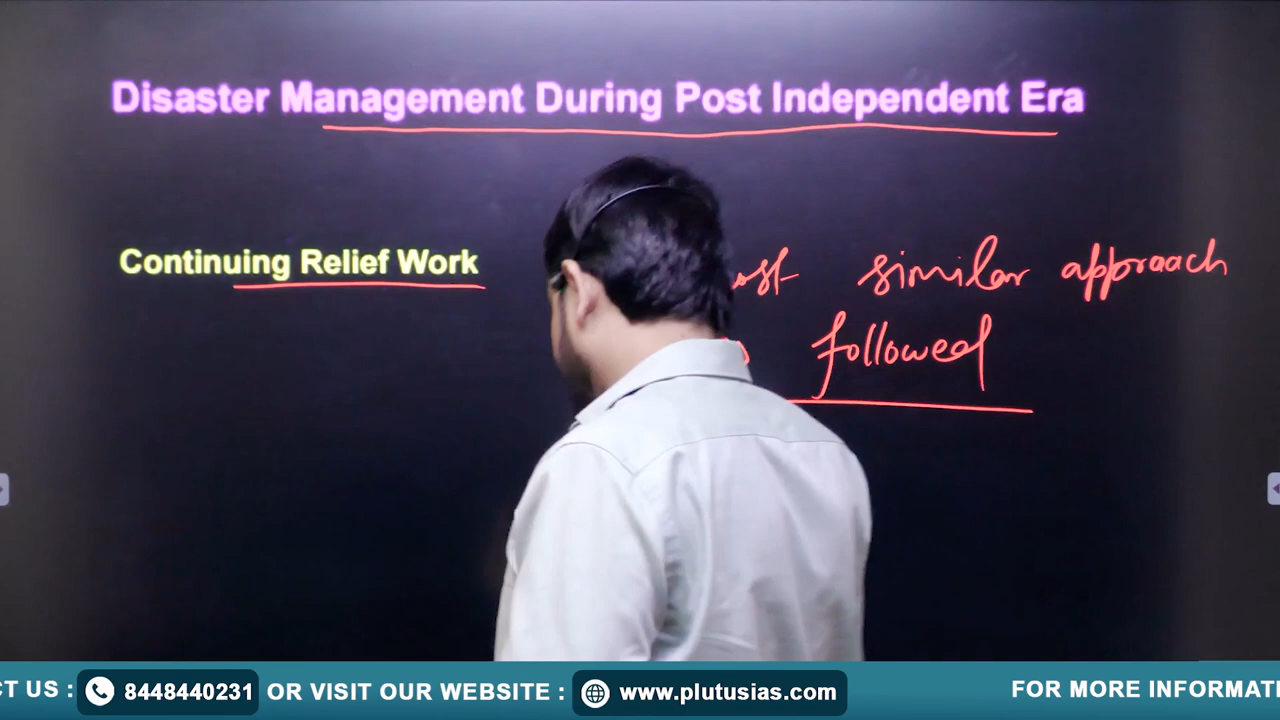 Disaster Management During Post Independent Era
Continuing Relief Work
similar approach
followed
CT US : 8448440231 OR VISIT OUR WEBSITE : www.plutusias.com FOR MORE INFORMATI